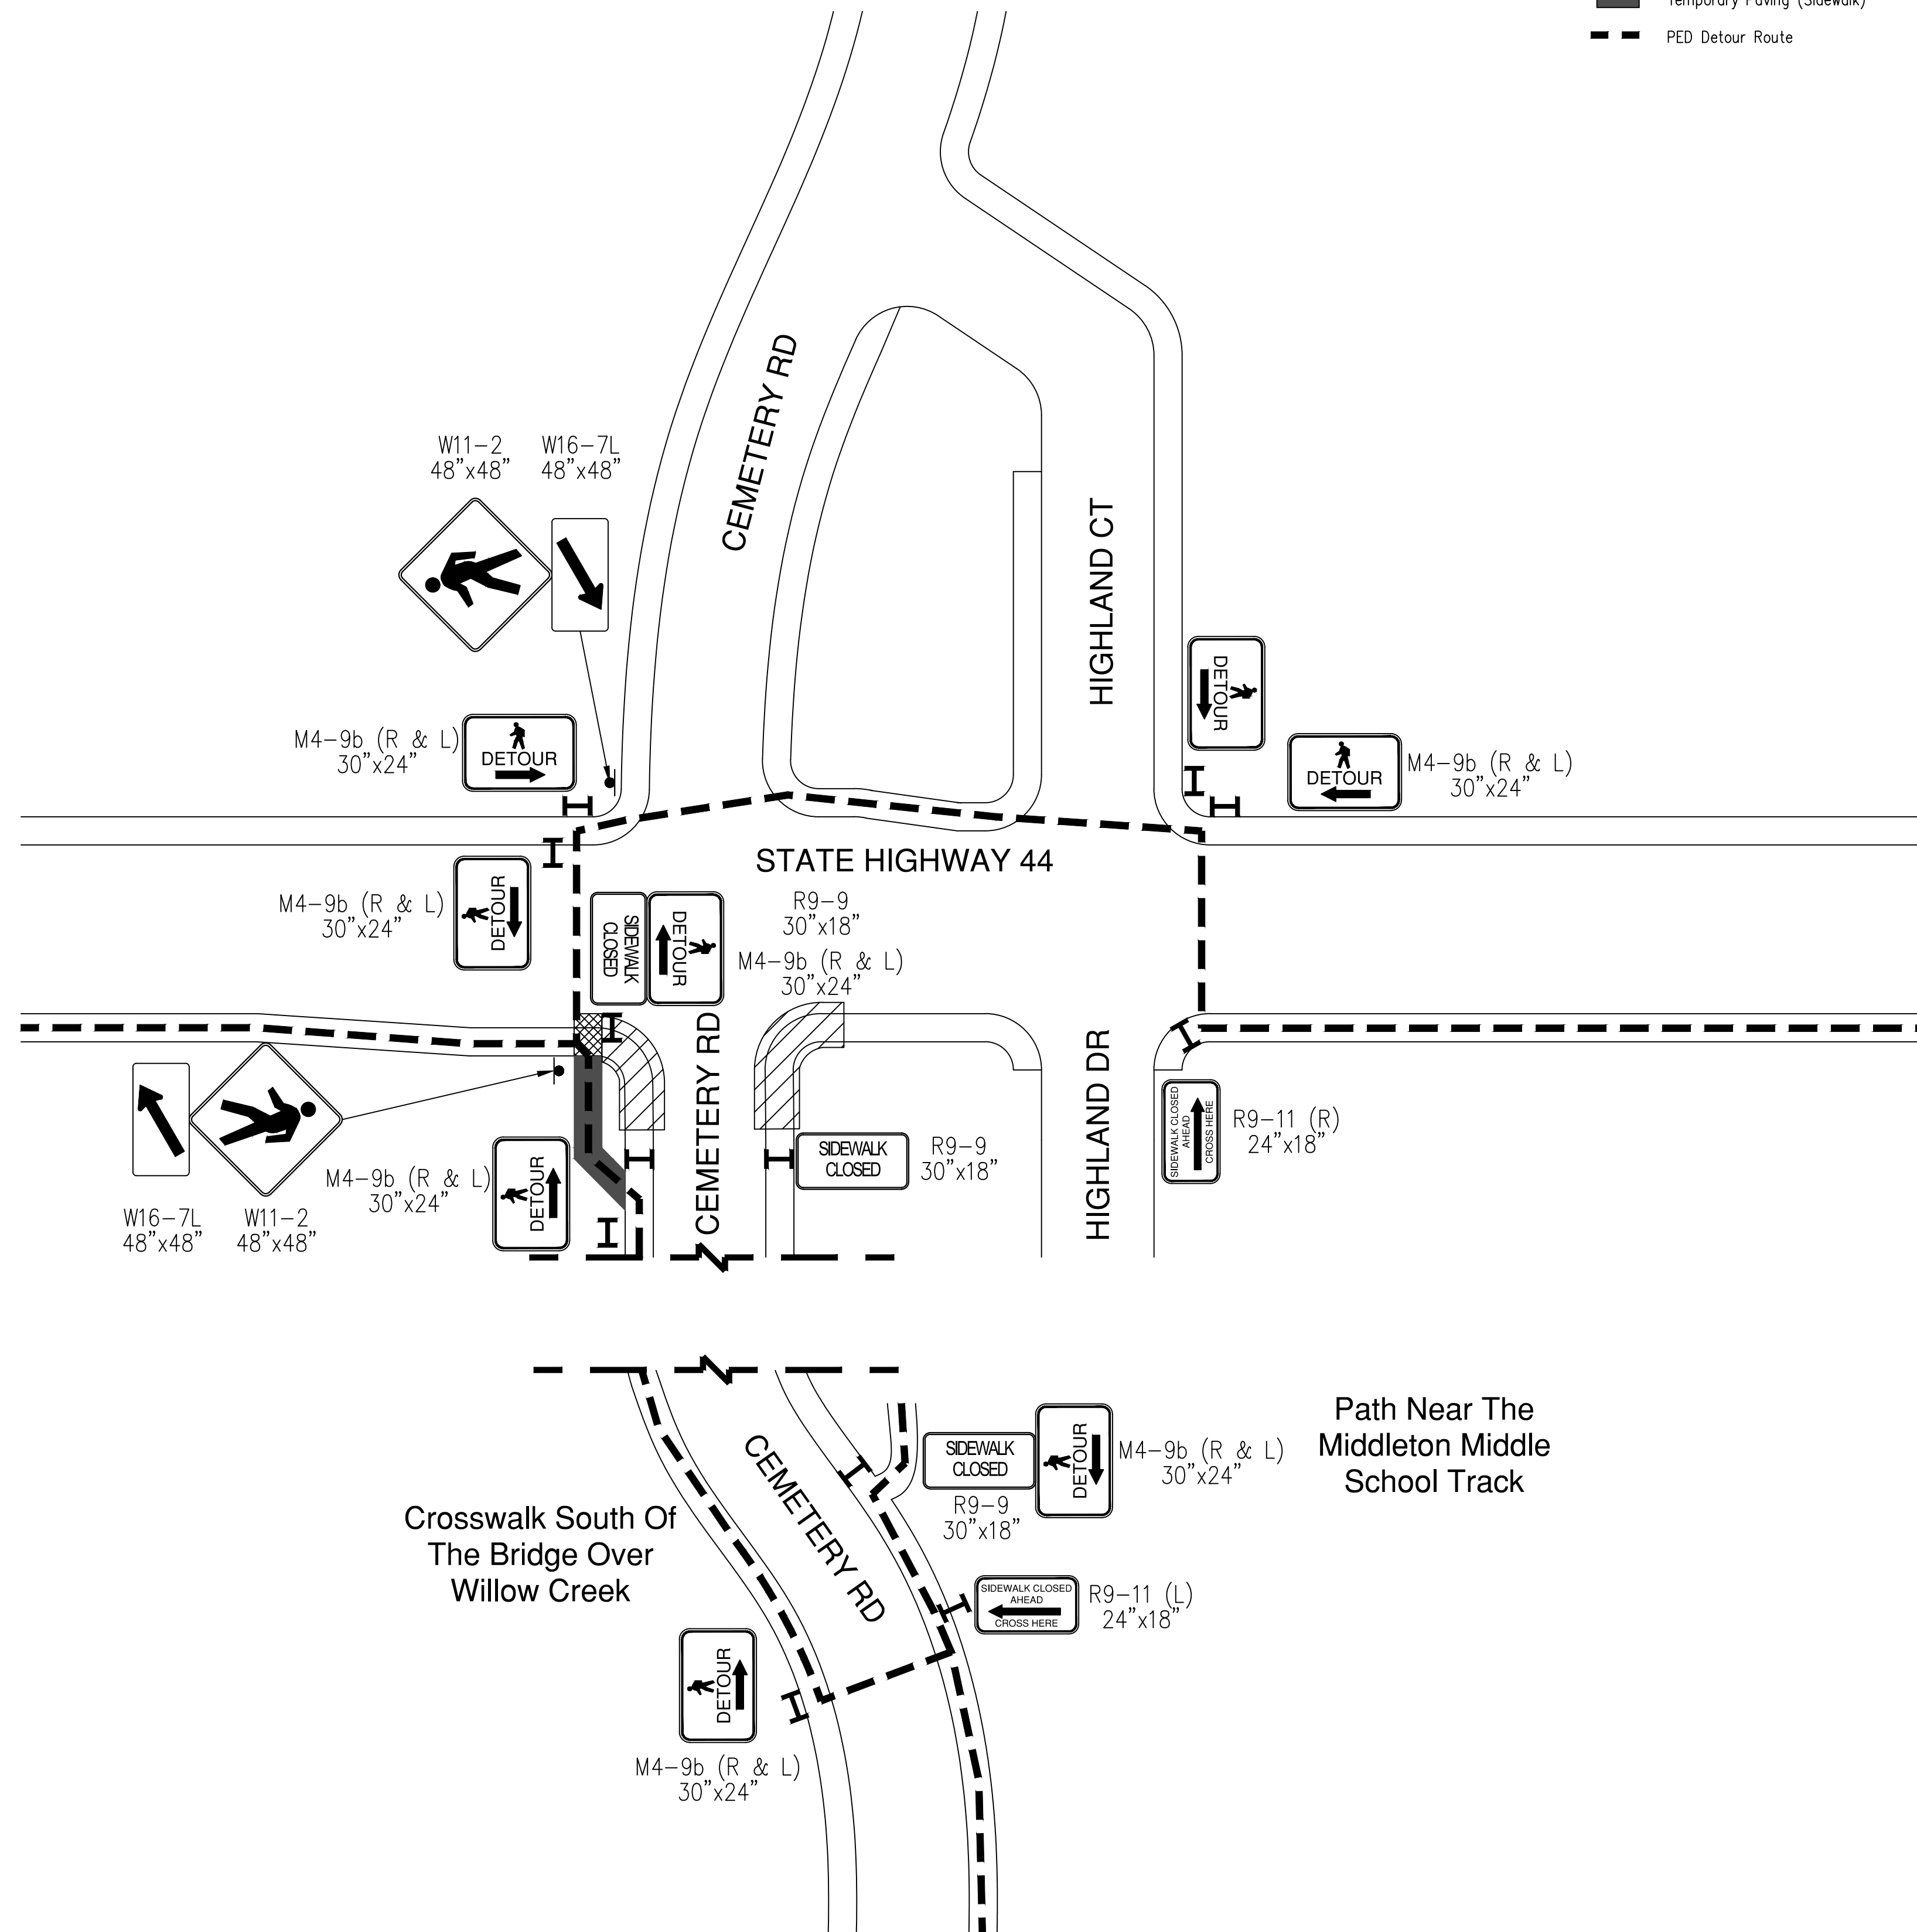 Temporary Paving (Sidewalk)
PED Detour Route
CEMETERY RD
W11-2
48"x48"
W16-7L
48"x48"
HIGHLAND CT
DETOUR
M4-9b (R & L)
30"x24"
DETOUR
DETOUR
M4-9b (R & L)
30"x24"
STATE HIGHWAY 44
M4-9b (R & L)
30"x24"
DETOUR
SIDEWALK
CLOSED
DETOUR
R9-9
30"x18"
M4-9b (R & L)
30"x24"
CEMETERY RD
HIGHLAND DR
SIDEWALK CLOSED
AHEAD
CROSS HERE
R9-11 (R)
24"x18"
SIDEWALK
CLOSED
R9-9
30"x18"
M4-9b (R & L)
30"x24"
DETOUR
W16-7L
48"x48"
W11-2
48"x48"
CEMETERY RD
SIDEWALK
CLOSED
R9-9
30"x18"
DETOUR
M4-9b (R & L)
30"x24"
Path Near The
Middleton Middle
School Track
Crosswalk South Of
The Bridge Over
Willow Creek
SIDEWALK CLOSED
AHEAD
CROSS HERE
R9-11 (L)
24"x18"
DETOUR
M4-9b (R & L)
30"x24"